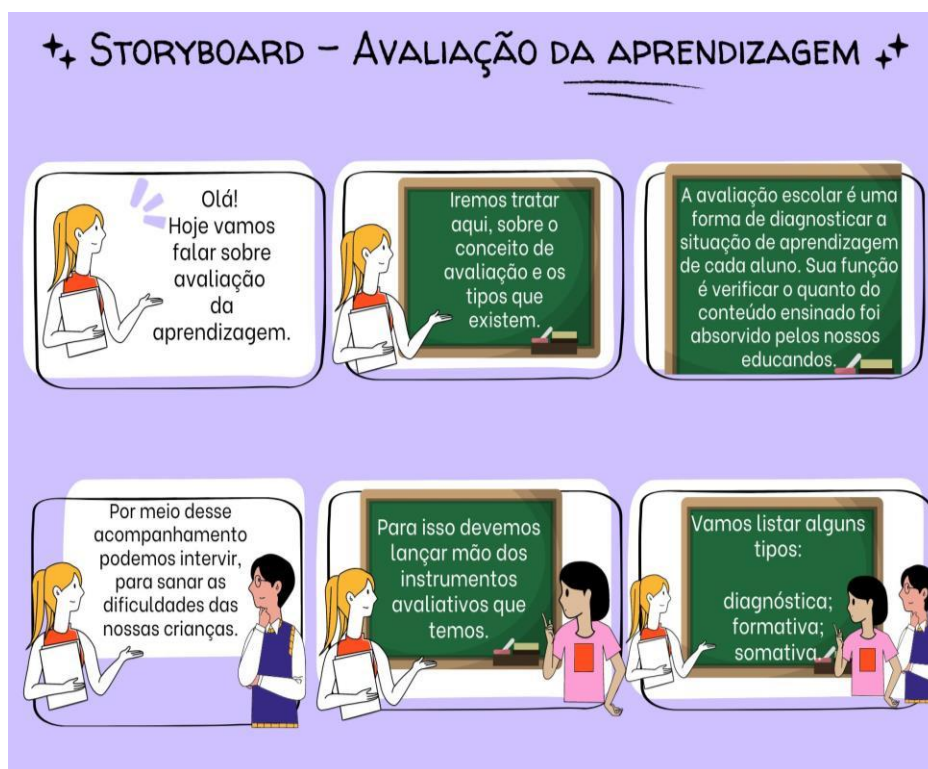 STORYBOARD - AVALIAÇÃO DA APRENDIZAGEM
Olá!
Hoje vamos
falar sobre
avaliação
da
aprendizagem.
Iremos tratar
aqui, sobre o
conceito de
avaliação e os
tipos que
existem.
A avaliação escolar é uma
forma de diagnosticar a
situação de aprendizagem
de cada aluno. Sua função
é verificar o quanto do
conteúdo ensinado foi
absorvido pelos nossos
educandos.
Por meio desse
acompanhamento
podemos intervir,
para sanar as
dificuldades das
nossas crianças.
Para isso devemos
lançar mão dos
instrumentos
avaliativos que
temos.
Vamos listar alguns
tipos:
diagnóstica;
formativa;
somativa.